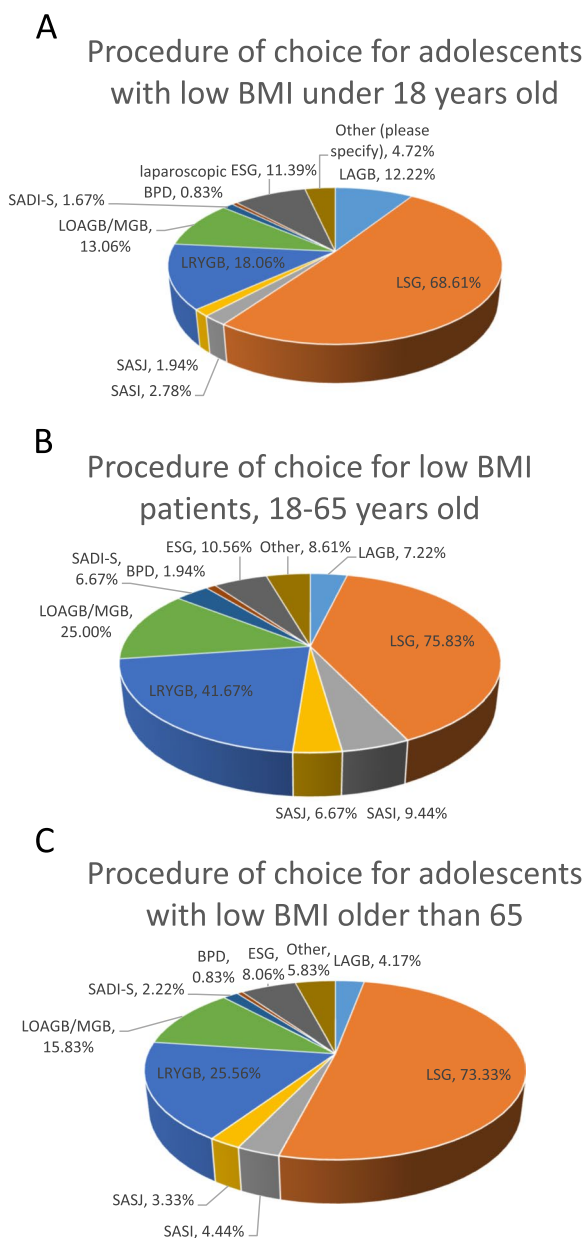 A
Procedure of choice for adolescents
with low BMI under 18 years old
Other (please
specify), 4.72%
LAGB, 12.22%
ESG, 11.39%
laparoscopic
BPD, 0.83%
SADI-S, 1.67%
LOAGB/MGB,
13.06%
LRYGB, 18.06%
LSG, 68.61%
SASJ, 1.94%
SASI, 2.78%
B
Procedure of choice for low BMI
patients, 18-65 years old
ESG, 10.56%
Other, 8.61%
LAGB, 7.22%
SADI-S,
6.67%
BPD, 1.94%
LOAGB/MGB,
25.00%
LSG, 75.83%
LRYGB, 41.67%
SASJ, 6.67%
SASI, 9.44%
C
Procedure of choice for adolescents
with low BMI older than 65
BPD,
0.83%
ESG,
8.06%
Other,
5.83%
LAGB, 4.17%
SADI-S, 2.22%
LOAGB/MGB,
15.83%
LRYGB, 25.56%
LSG, 73.33%
SASJ, 3.33%
SASI, 4.44%